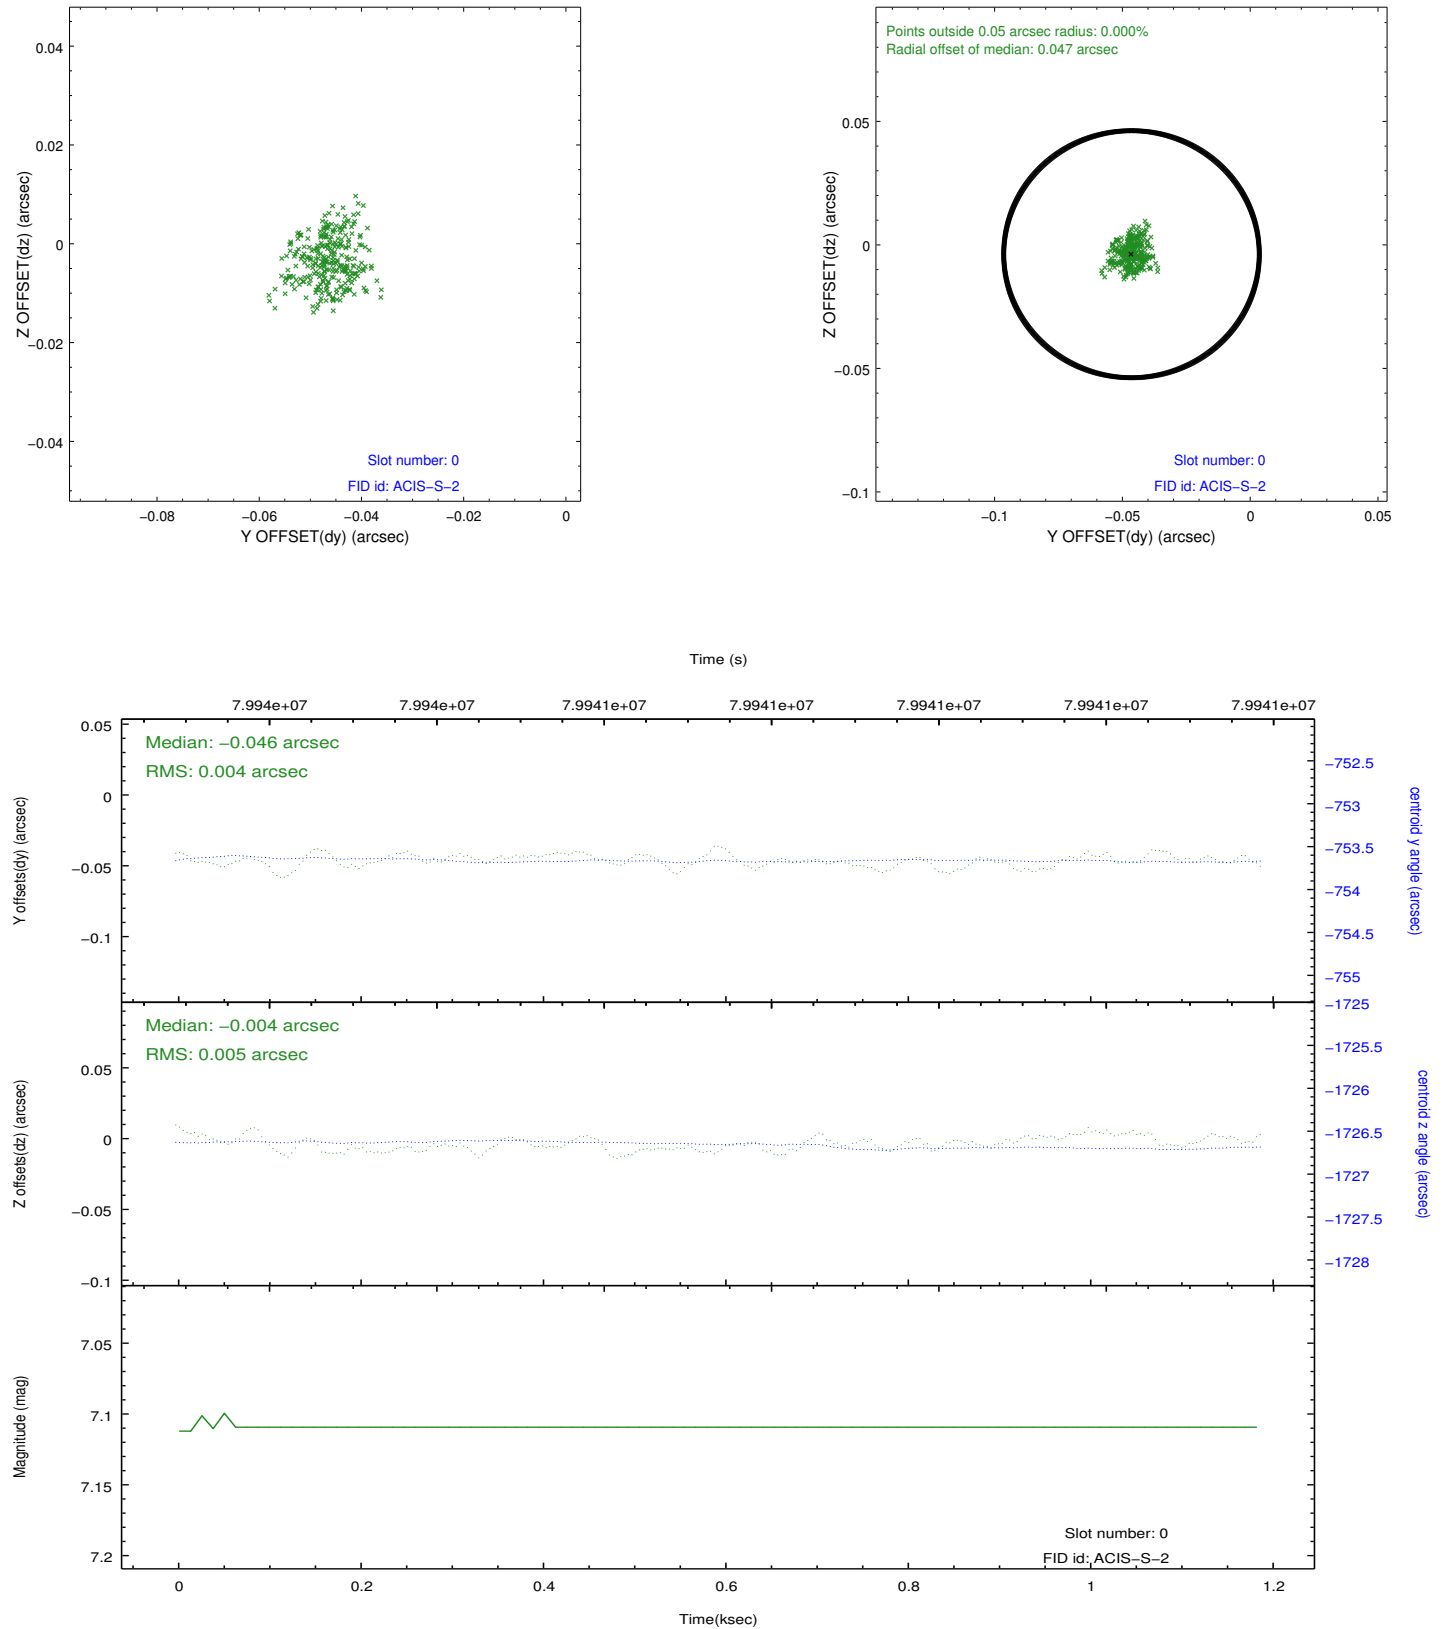 0.04
0.02
0
−0.02
−0.04
Z OFFSET(dz) (arcsec)
Slot number: 0
FID id: ACIS−S−2
−0.08 −0.06 −0.04 −0.02 0
Y OFFSET(dy) (arcsec)
Points outside 0.05 arcsec radius: 0.000%
Radial offset of median: 0.047 arcsec
0.05
0
−0.05
−0.1
Z OFFSET(dz) (arcsec)
Slot number: 0
FID id: ACIS−S−2
−0.1 −0.05 0 0.05
Y OFFSET(dy) (arcsec)
Time (s)
7.994e+07 7.994e+07 7.9941e+07 7.9941e+07 7.9941e+07 7.9941e+07 7.9941e+07
Median: −0.046 arcsec
RMS: 0.004 arcsec
0.05
0
−0.05
−0.1
Y offsets(dy) (arcsec)
−752.5
−753
−753.5
−754
−754.5
−755
centroid y angle (arcsec)
Median: −0.004 arcsec
RMS: 0.005 arcsec
0.05
0
−0.05
−0.1
Z offsets(dz) (arcsec)
−1725
−1725.5
−1726
−1726.5
−1727
−1727.5
−1728
centroid z angle (arcsec)
7.05
7.1
7.15
7.2
Magnitude (mag)
Slot number: 0
FID id: ACIS−S−2
0 0.2 0.4 0.6 0.8 1 1.2
Time(ksec)